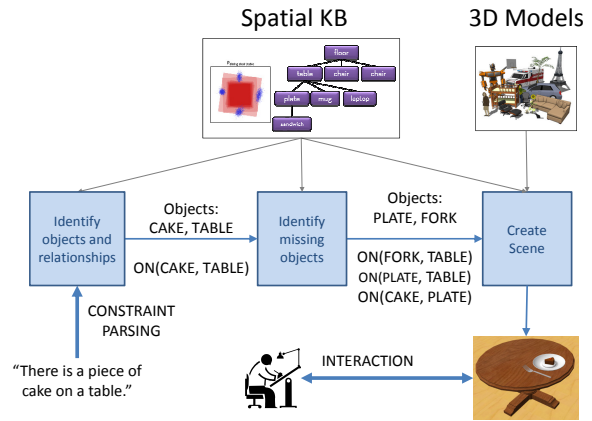 Spatial KB
3D Models
floor
table
chair
chair
plate
mug
laptop
sandwich
Identify
objects and
relationships
Objects:
CAKE, TABLE
ON(CAKE, TABLE)
Identify
missing
objects
Objects:
PLATE, FORK
ON(FORK, TABLE)
ON(PLATE, TABLE)
ON(CAKE, PLATE)
Create
Scene
CONSTRAINT
PARSING
“There is a piece of
cake on a table.”
INTERACTION